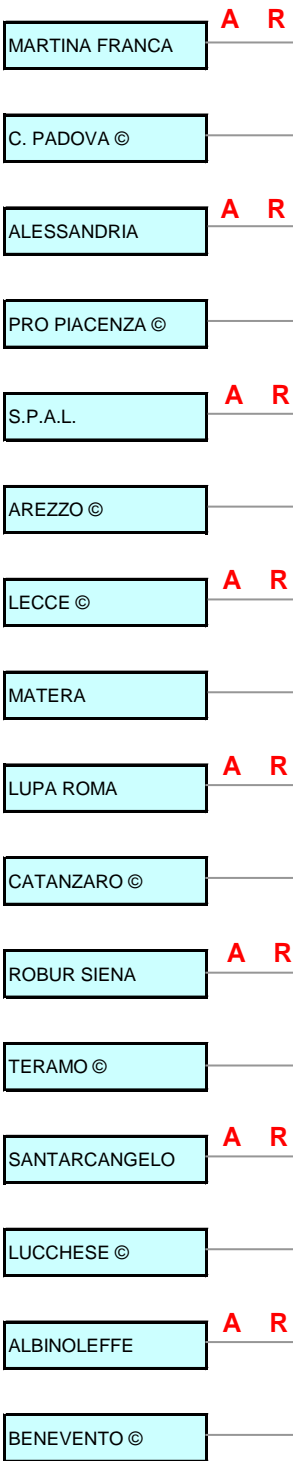 A R
MARTINA FRANCA
C. PADOVA ©
A R
ALESSANDRIA
PRO PIACENZA ©
A R
S.P.A.L.
AREZZO ©
A R
LECCE ©
MATERA
A R
LUPA ROMA
CATANZARO ©
A R
ROBUR SIENA
TERAMO ©
A R
SANTARCANGELO
LUCCHESE ©
A R
ALBINOLEFFE
BENEVENTO ©